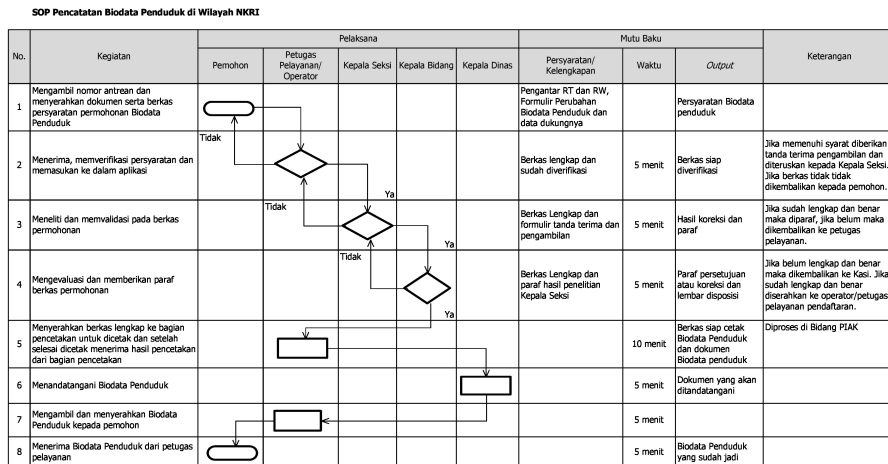 SOP Pencatatan Biodata Penduduk di Wilayah NKRI
No.
Kegiatan
Pelaksana
Mutu Baku
Keterangan
Pemohon
Petugas
Pelayanan/
Operator
Kepala Seksi
Kepala Bidang
Kepala Dinas
Persyaratan/
Kelengkapan
Waktu
Output
1
Mengambil nomor antrean dan
menyerahkan dokumen serta berkas
persyaratan permohonan Biodata
Penduduk
Pengantar RT dan RW,
Formulir Perubahan
Biodata Penduduk dan
data dukungnya
Persyaratan Biodata
penduduk
Tidak
2
Menerima, memverifikasi persyaratan dan
memasukan ke dalam aplikasi
Ya
Berkas lengkap dan
sudah diverifikasi
5 menit
Berkas siap
diverifikasi
Jika memenuhi syarat diberikan
tanda terima pengambilan dan
diteruskan kepada Kepala Seksi.
Jika berkas tidak tidak
dikembalikan kepada pemohon.
Tidak
3
Meneliti dan memvalidasi pada berkas
permohonan
Ya
Berkas Lengkap dan
formulir tanda terima dan
pengambilan
5 menit
Hasil koreksi dan
paraf
Jika sudah lengkap dan benar
maka diparaf, jika belum maka
dikembalikan ke petugas
pelayanan.
Tidak
4
Mengevaluasi dan memberikan paraf
berkas permohonan
Ya
Berkas Lengkap dan
paraf hasil penelitian
Kepala Seksi
5 menit
Paraf persetujuan
atau koreksi dan
lembar disposisi
Jika belum lengkap dan benar
maka dikembalikan ke Kasi. Jika
sudah lengkap dan benar
diserahkan ke operator/petugas
pelayanan pendaftaran.
5
Menyerahkan berkas lengkap ke bagian
pencetakan untuk dicetak dan setelah
selesai dicetak menerima hasil pencetakan
dari bagian pencetakan
10 menit
Berkas siap cetak
Biodata Penduduk
dan dokumen
Biodata penduduk
Diproses di Bidang PIAK
6
Menandatangani Biodata Penduduk
5 menit
Dokumen yang akan
ditandatangani
7
Mengambil dan menyerahkan Biodata
Penduduk kepada pemohon
5 menit
8
Menerima Biodata Penduduk dari petugas
pelayanan
5 menit
Biodata Penduduk
yang sudah jadi